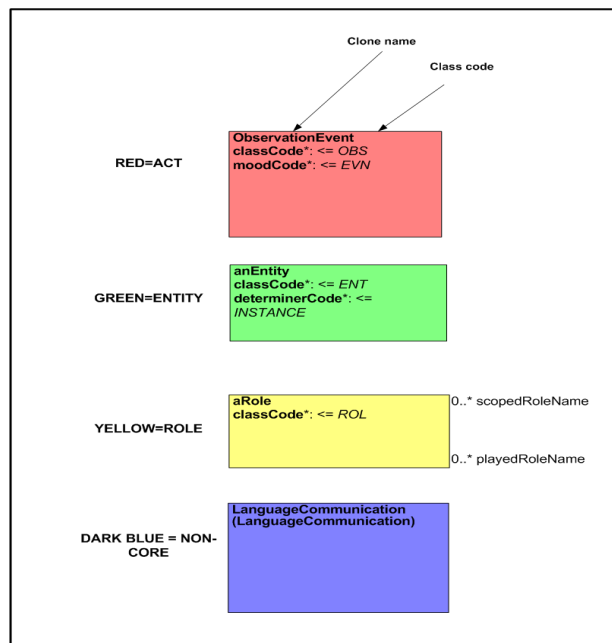 Clone name
Class code
RED=ACT
ObservationEvent
classCode*: <= OBS
moodCode*: <= EVN
GREEN=ENTITY
anEntity
classCode*: <= ENT
determinerCode*: <=
INSTANCE
YELLOW=ROLE
aRole
classCode*: <= ROL
0..* scopedRoleName
0..* playedRoleName
DARK BLUE = NON-
CORE
LanguageCommunication
(LanguageCommunication)